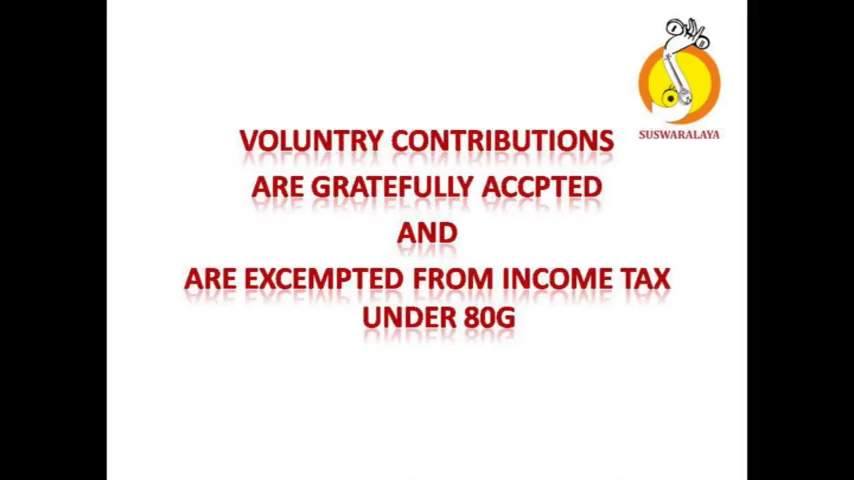 SUSWARALAYA
VOLUNTRY CONTRIBUTIONS
ARE GRATEFULLY ACCPTED
AND
ARE EXCEMPTED FROM INCOME TAX
UNDER 80G